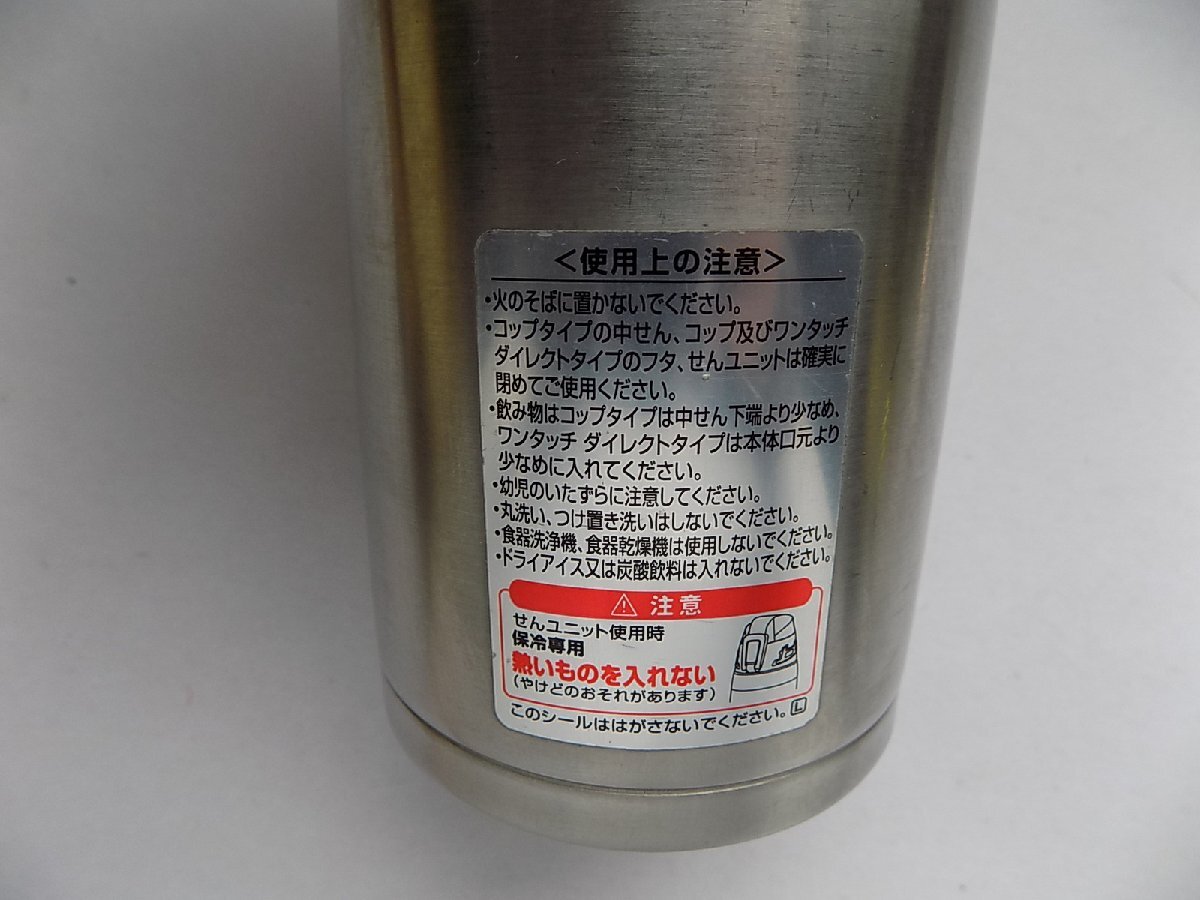 <使用上の注意>
・火のそばに置かないでください。
・コップタイプの中せん、コップ及びワンタッチ
ダイレクトタイプのフタ、せんユニットは確実に
閉めてご使用ください。
・飲み物はコップタイプは中せん下端より少なめ、
ワンタッチ ダイレクトタイプは本体口元より
少なめに入れてください。
・幼児のいたずらに注意してください。
・丸洗い、つけ置き洗いはしないでください。
・食器洗浄機、食器乾燥機は使用しないでください。
・ドライアイス又は炭酸飲料は入れないでください。
⚠ 注意
せんユニット使用時
保冷専用
熱いものを入れない
(やけどのおそれがあります)
このシールははがさないでください。 L